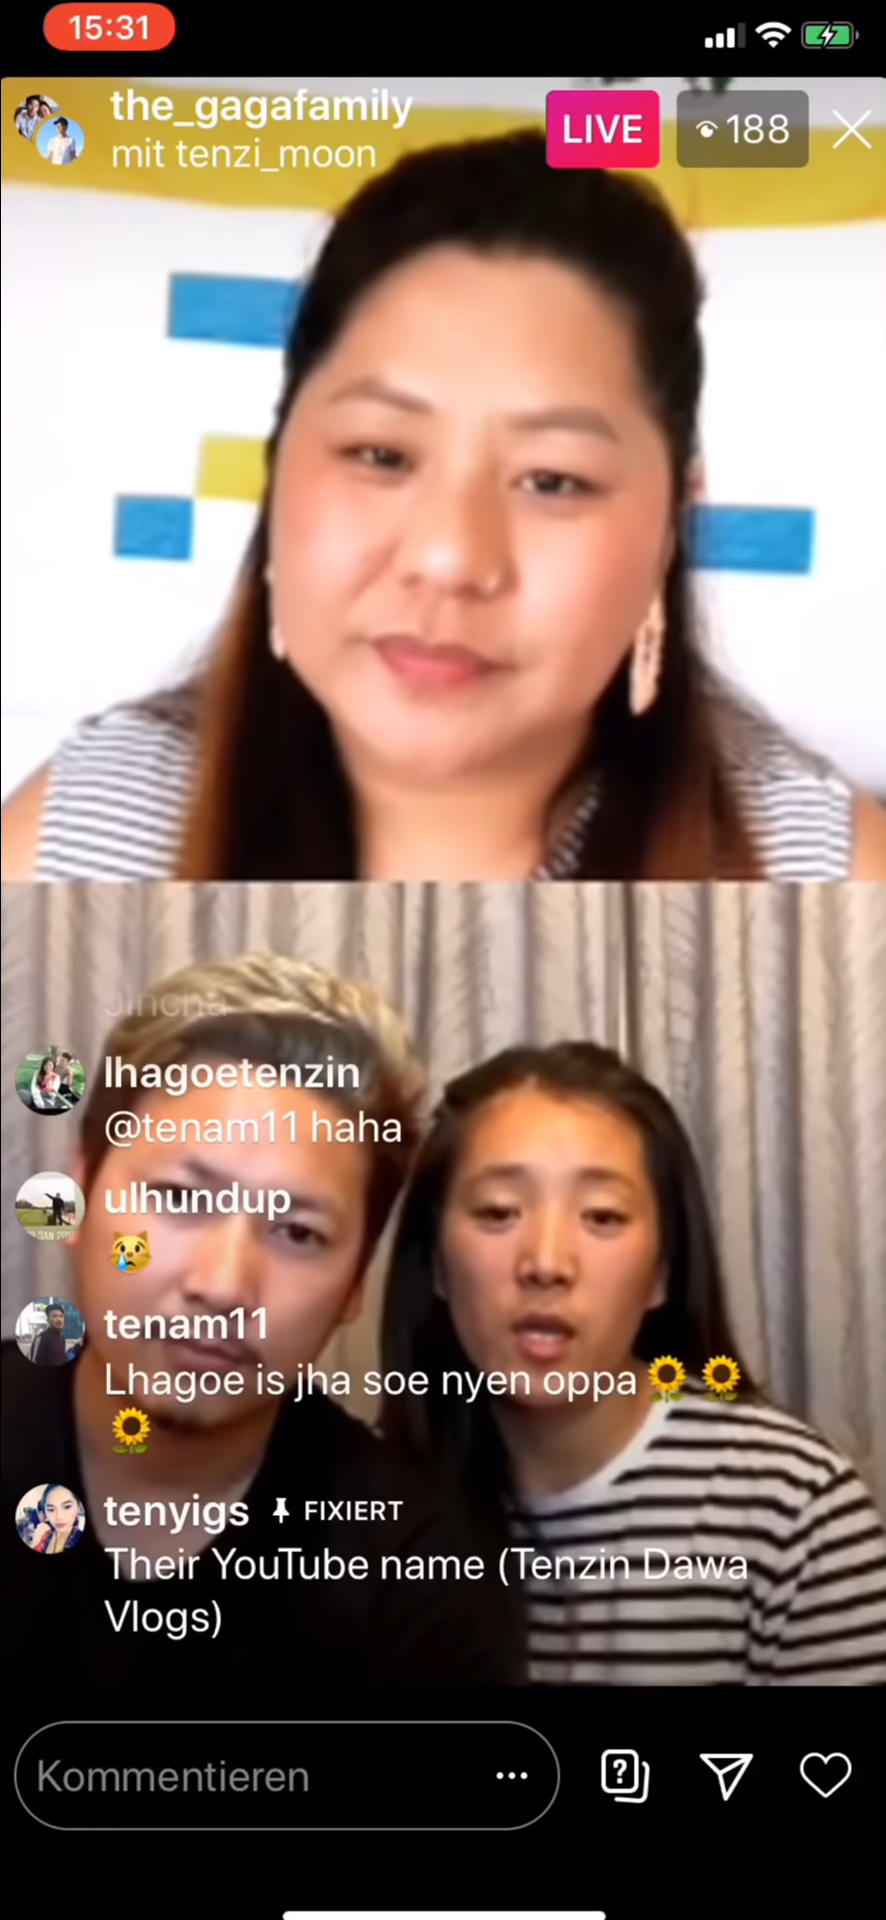 15:31
the_gagafamily
mit tenzi_moon
LIVE
188
Jincha
lhagoetenzin
@tenam11 haha
ulhundup
😿
tenam11
Lhagoe is jha soe nyen oppa🌻🌻
🌻
tenyigs FIXIERT
Their YouTube name (Tenzin Dawa
Vlogs)
Kommentieren